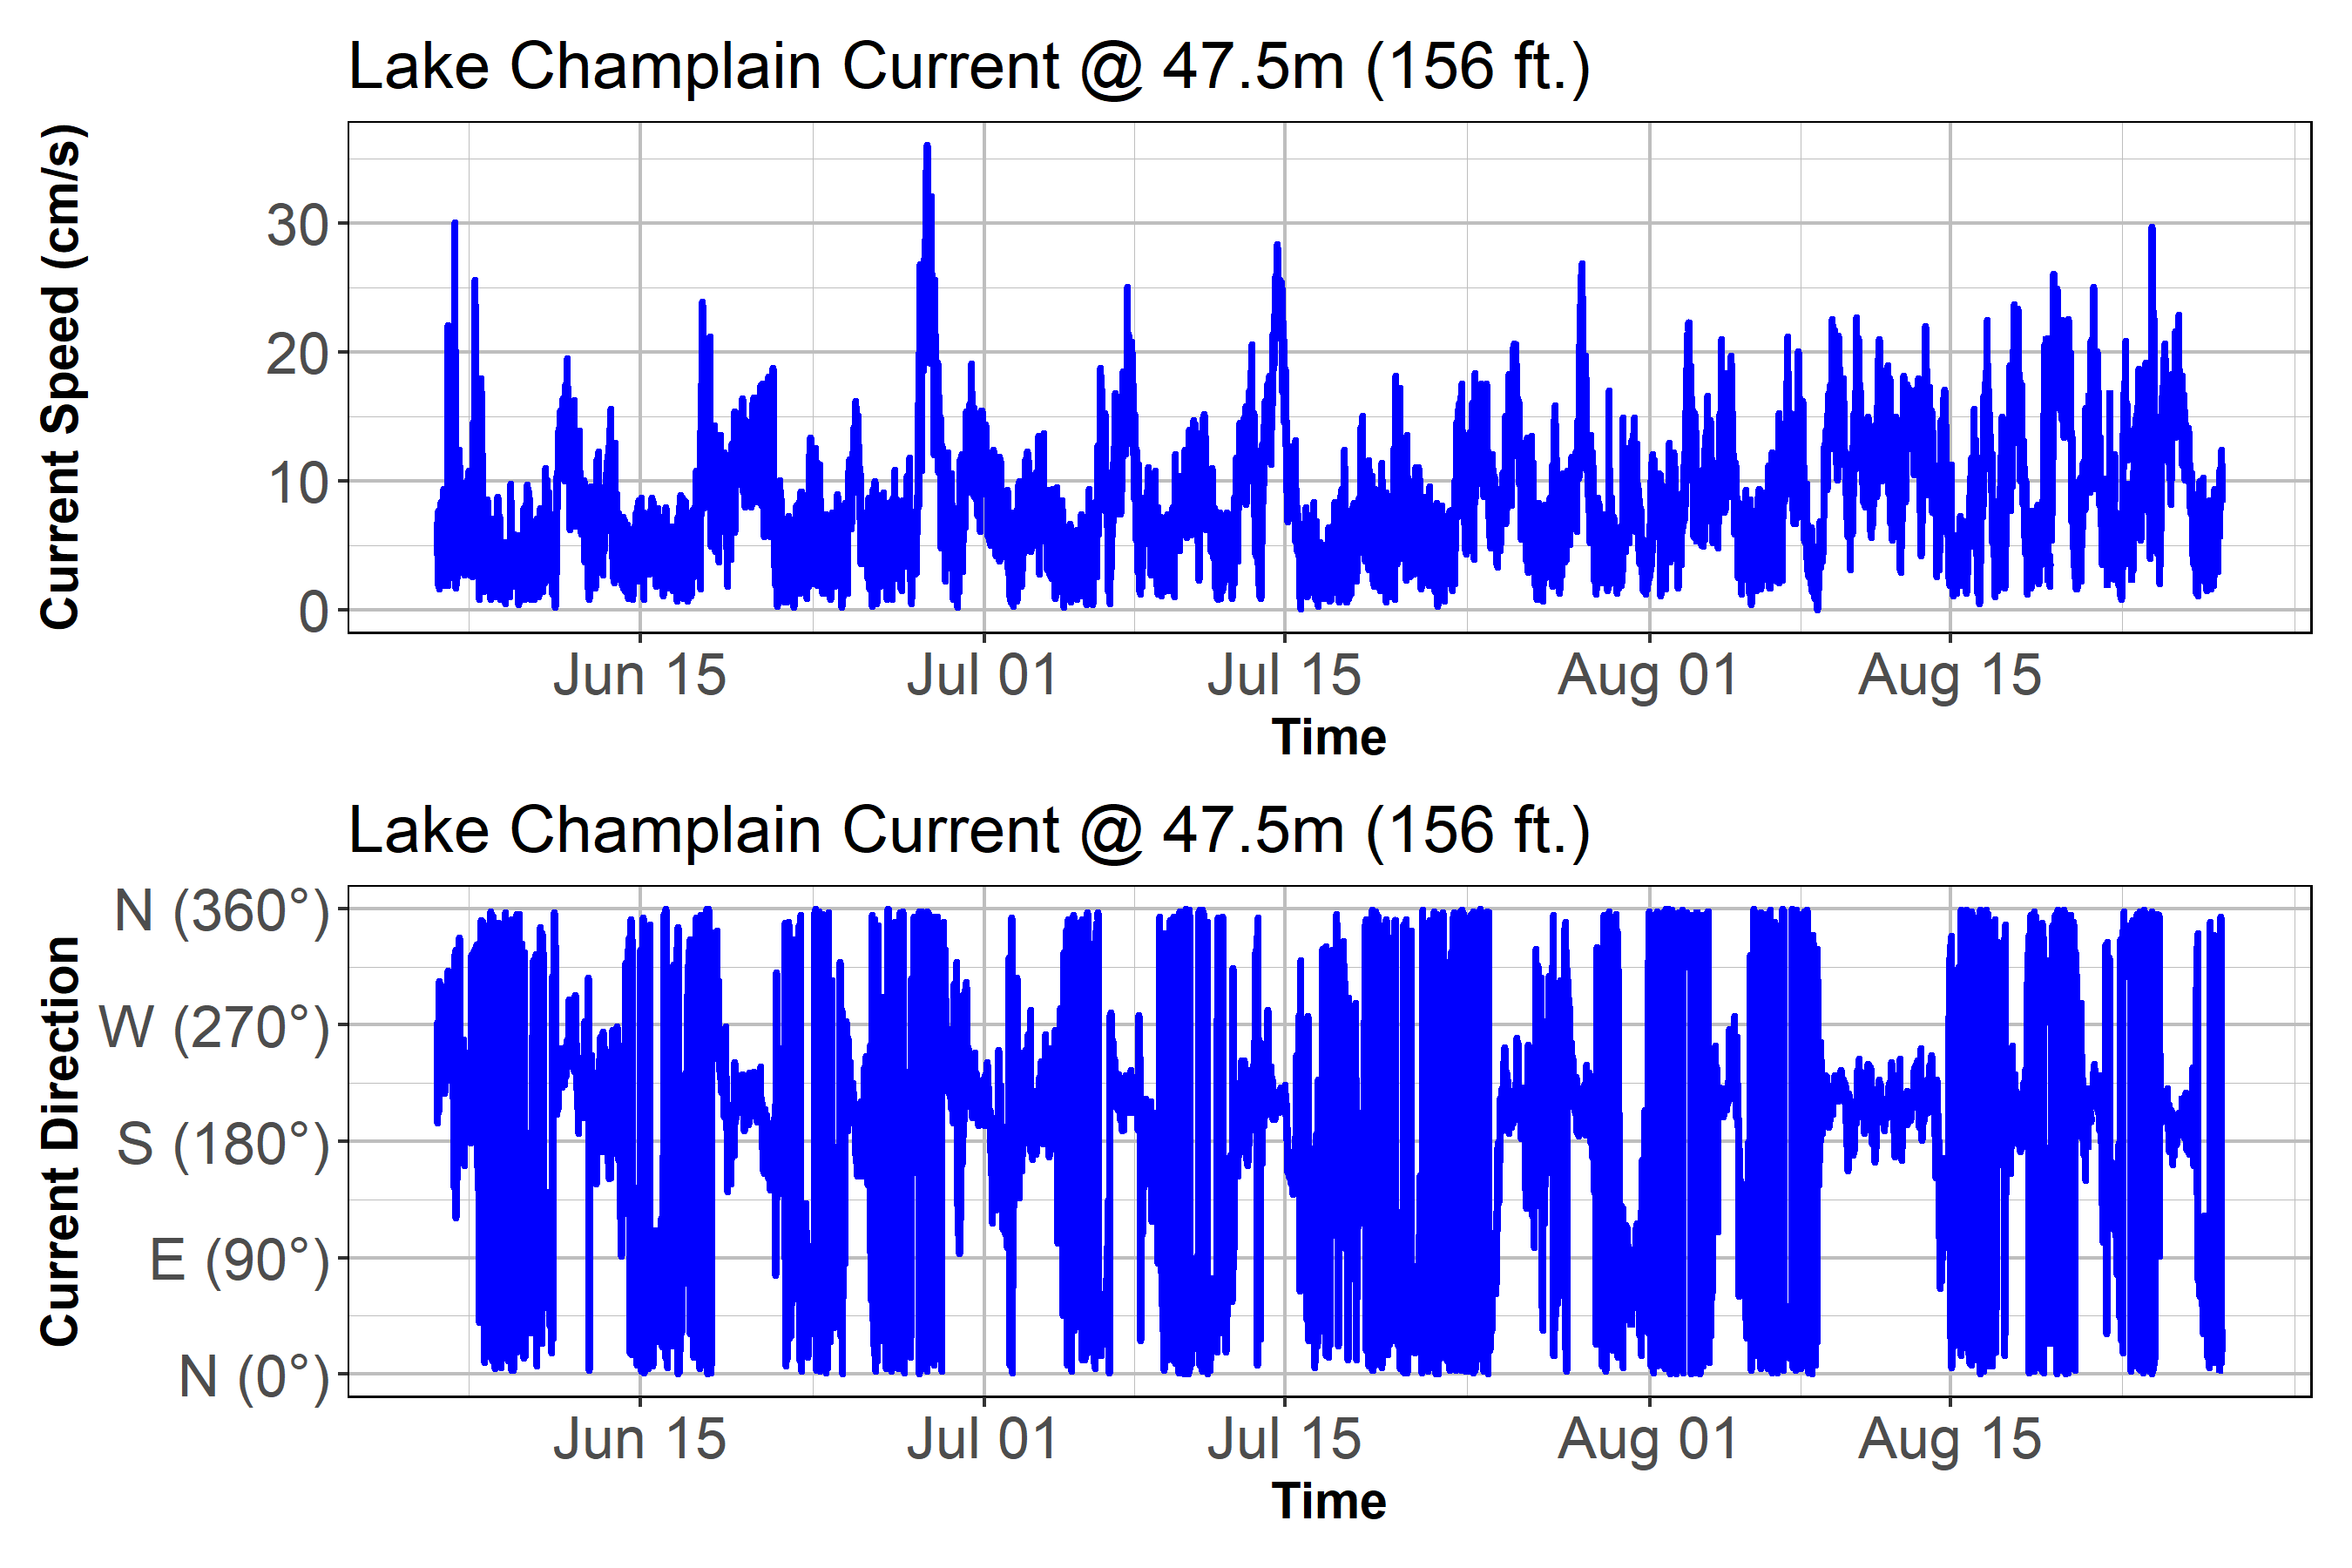 Lake Champlain Current @ 47.5m (156 ft.)
Current Speed (cm/s)
30
20
10
0
Jun 15 Jul 01 Jul 15 Aug 01 Aug 15
Time
Lake Champlain Current @ 47.5m (156 ft.)
Current Direction
N (360°)
W (270°)
S (180°)
E (90°)
N (0°)
Jun 15 Jul 01 Jul 15 Aug 01 Aug 15
Time